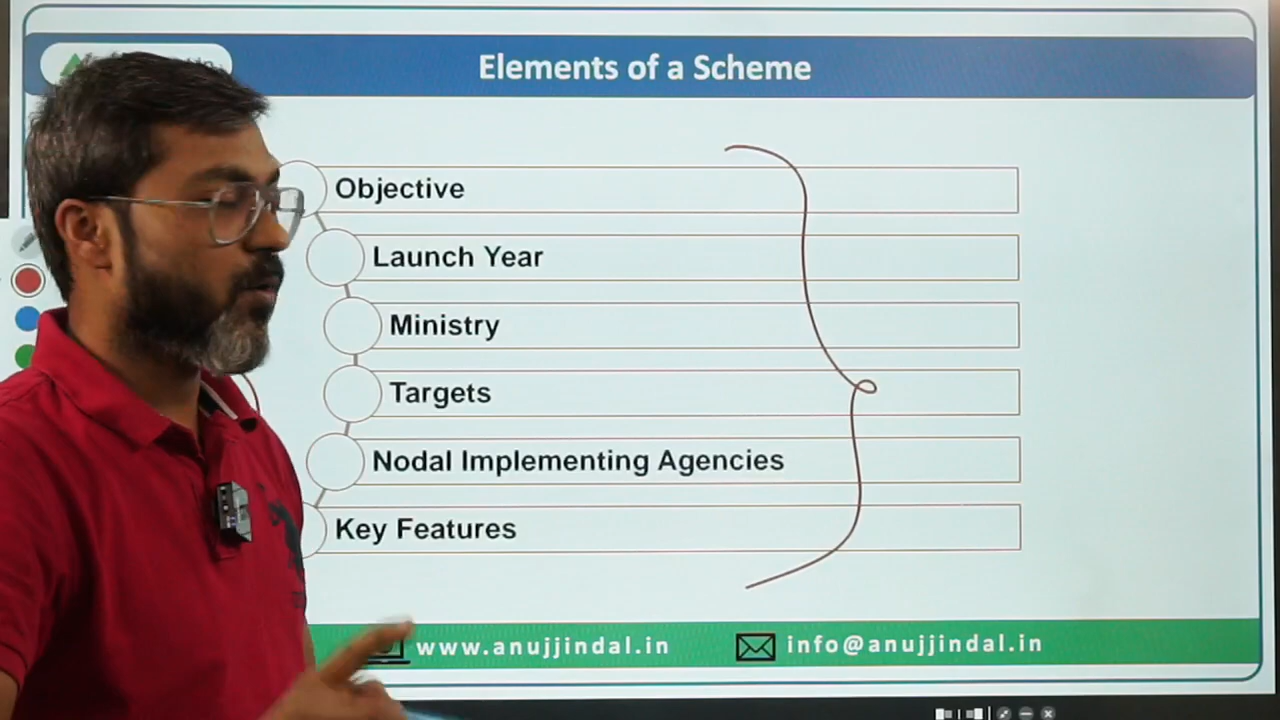 Elements of a Scheme
Objective
Launch Year
Ministry
Targets
Nodal Implementing Agencies
Key Features
www.anujjindal.in
info@anujjindal.in